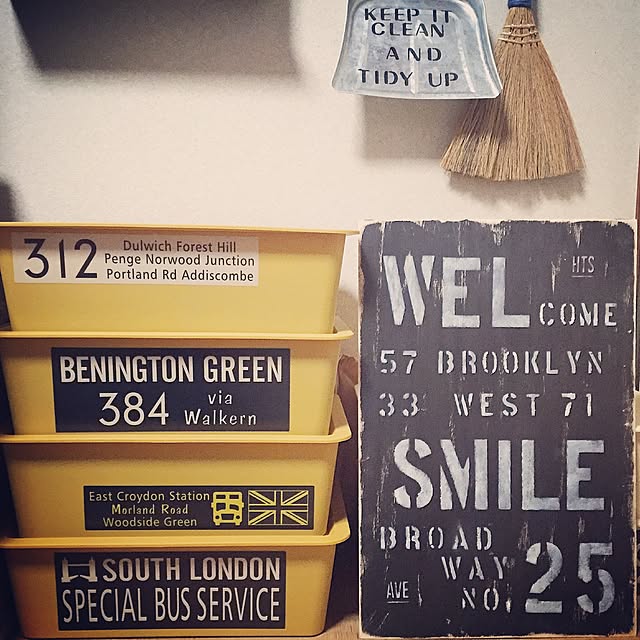 KEEP IT
CLEAN
AND
TIDY UP
312
Dulwich Forest Hill
Penge Norwood Junction
Portland Rd Addiscombe
BENINGTON GREEN
384 via
Walkern
East Croydon Station
Morland Road
Woodside Green
SOUTH LONDON
SPECIAL BUS SERVICE
WELCOME HTS
57 BROOKLYN
33 WEST 71
SMILE
BROAD
WAY
AVE NO. 25